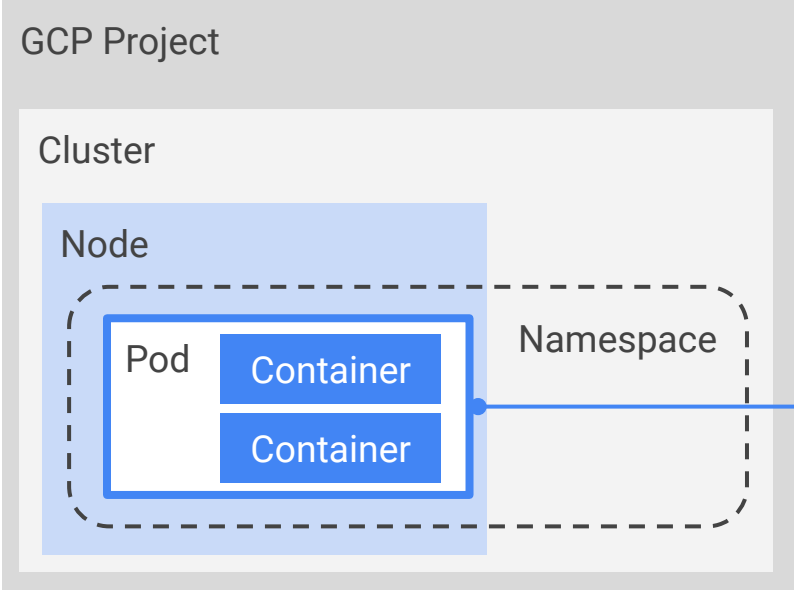 GCP Project
Cluster
Node
Namespace
Pod
Container
Container